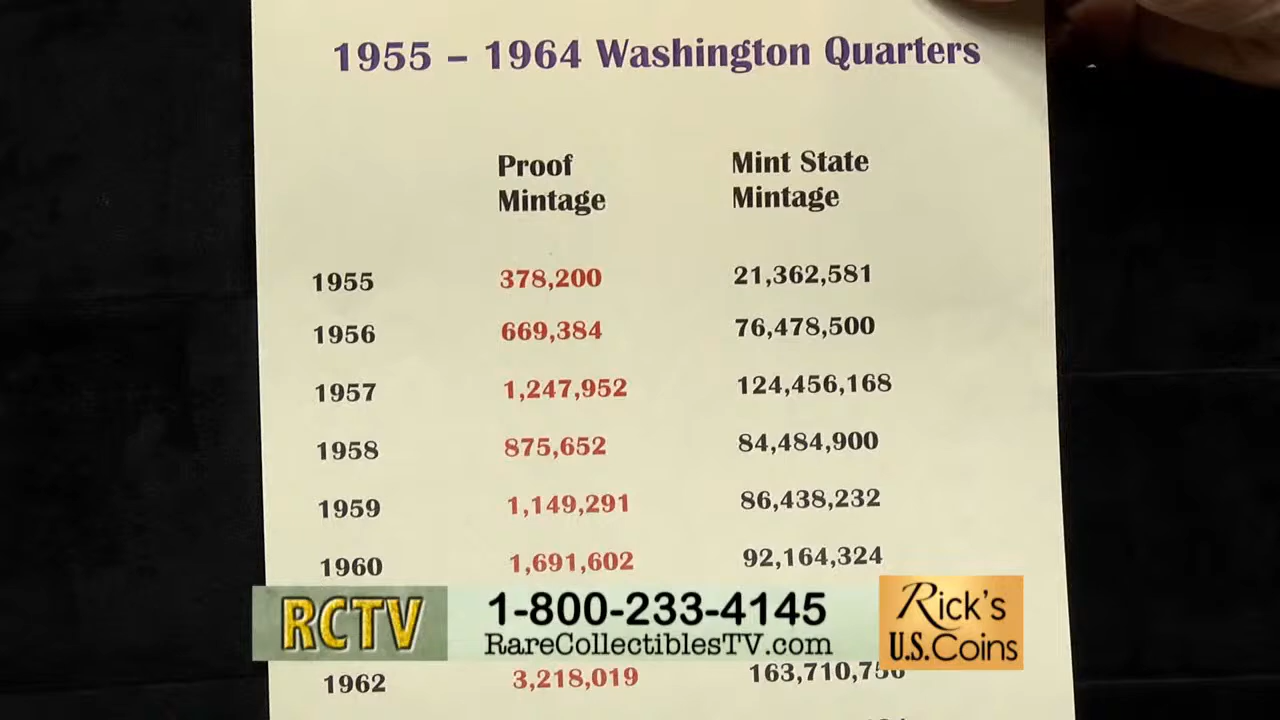 1955 – 1964 Washington Quarters
Proof Mintage
Mint State Mintage
1955 378,200 21,362,581
1956 669,384 76,478,500
1957 1,247,952 124,456,168
1958 875,652 84,484,900
1959 1,149,291 86,438,232
1960 1,691,602 92,164,324
RCTV
1-800-233-4145
RareCollectiblesTV.com
Rick's
U.S. Coins
1962 3,218,019